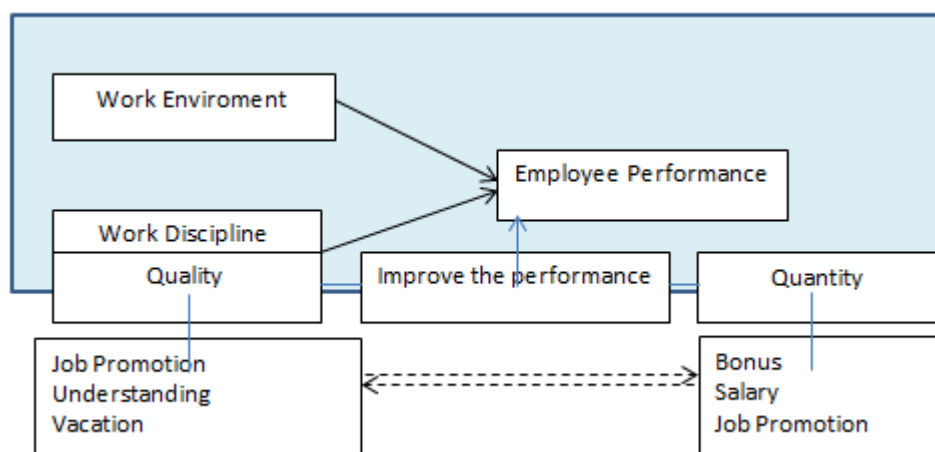 Work Enviroment
Employee Performance
Work Discipline
Quality
Improve the performance
Quantity
Job Promotion
Understanding
Vacation
Bonus
Salary
Job Promotion